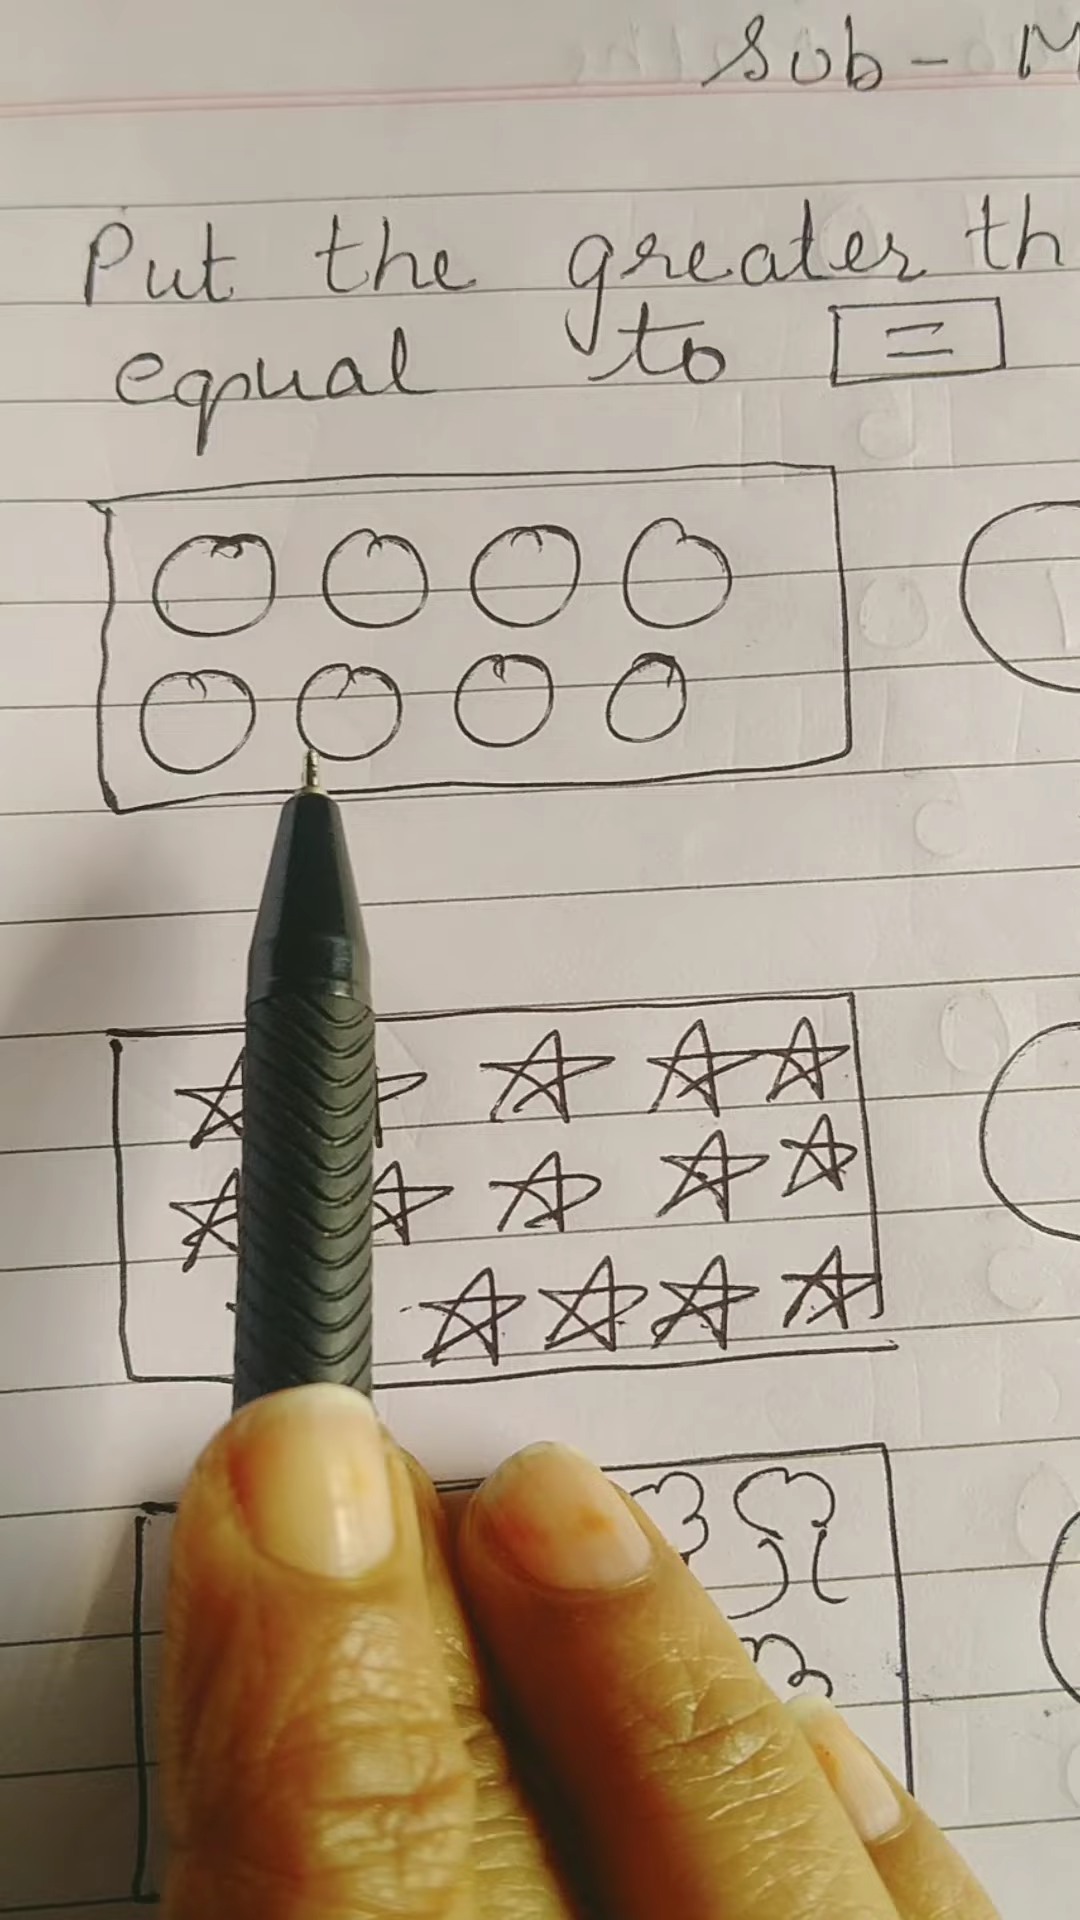 Sub - M
Put the greater th
equal to =